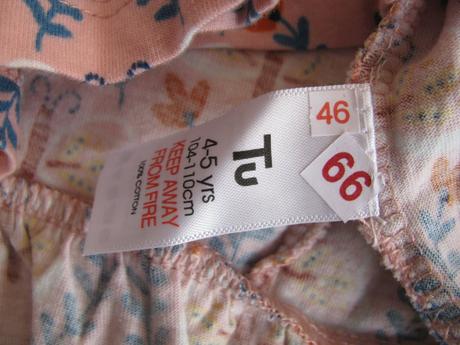 46
66
Tu
4-5 yrs
104-110cm
KEEP AWAY
FROM FIRE
100% COTTON